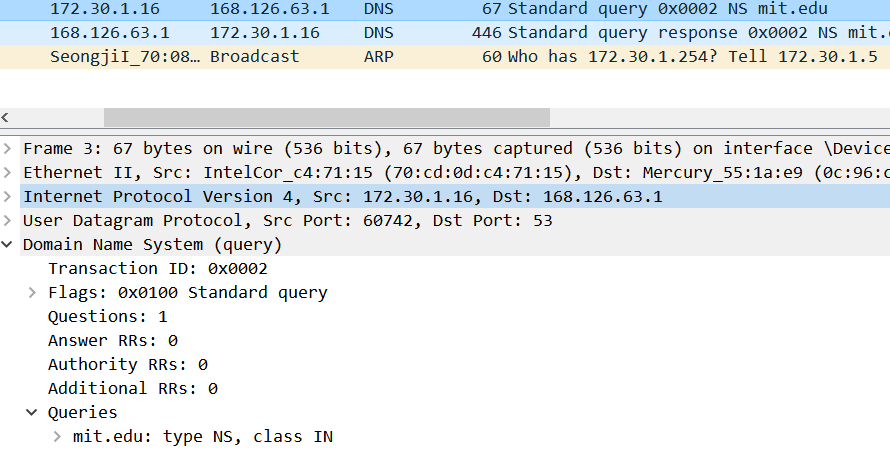 172.30.1.16 168.126.63.1 DNS 67 Standard query 0x0002 NS mit.edu
168.126.63.1 172.30.1.16 DNS 446 Standard query response 0x0002 NS mit.
SeongjiI_70:08… Broadcast ARP 60 Who has 172.30.1.254? Tell 172.30.1.5
Frame 3: 67 bytes on wire (536 bits), 67 bytes captured (536 bits) on interface \Device
Ethernet II, Src: IntelCor_c4:71:15 (70:cd:0d:c4:71:15), Dst: Mercury_55:1a:e9 (0c:96:
Internet Protocol Version 4, Src: 172.30.1.16, Dst: 168.126.63.1
User Datagram Protocol, Src Port: 60742, Dst Port: 53
Domain Name System (query)
Transaction ID: 0x0002
Flags: 0x0100 Standard query
Questions: 1
Answer RRs: 0
Authority RRs: 0
Additional RRs: 0
Queries
mit.edu: type NS, class IN